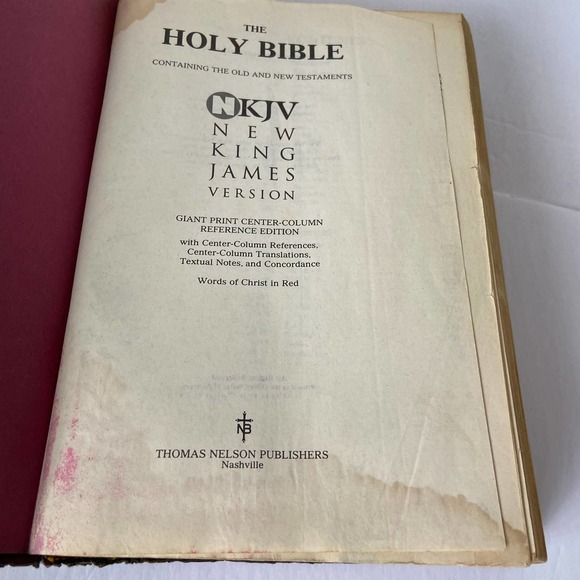 THE
HOLY BIBLE
CONTAINING THE OLD AND NEW TESTAMENTS
NKJV
NEW
KING
JAMES
VERSION
GIANT PRINT CENTER-COLUMN
REFERENCE EDITION
with Center-Column References,
Center-Column Translations,
Textual Notes, and Concordance
Words of Christ in Red
NB
THOMAS NELSON PUBLISHERS
Nashville